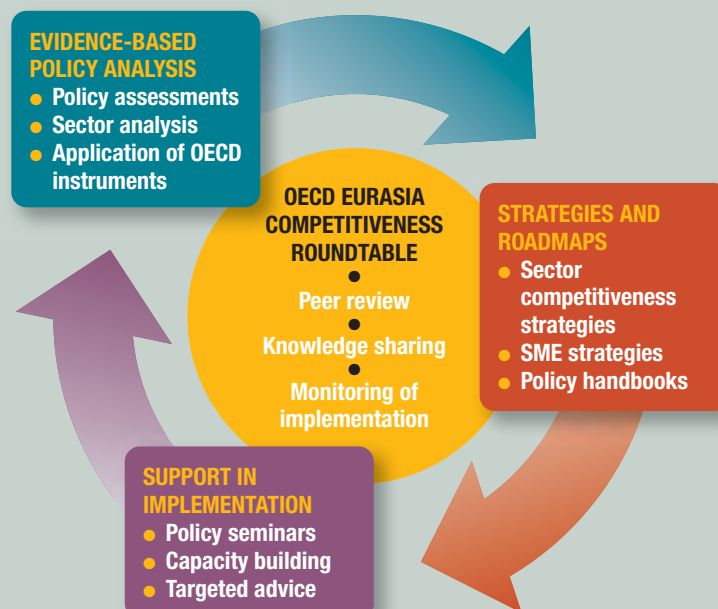 EVIDENCE-BASED
POLICY ANALYSIS
● Policy assessments
● Sector analysis
● Application of OECD
instruments
OECD EURASIA
COMPETITIVENESS
ROUNDTABLE
●
Peer review
●
Knowledge sharing
●
Monitoring of
implementation
STRATEGIES AND
ROADMAPS
● Sector
competitiveness
strategies
● SME strategies
● Policy handbooks
SUPPORT IN
IMPLEMENTATION
● Policy seminars
● Capacity building
● Targeted advice